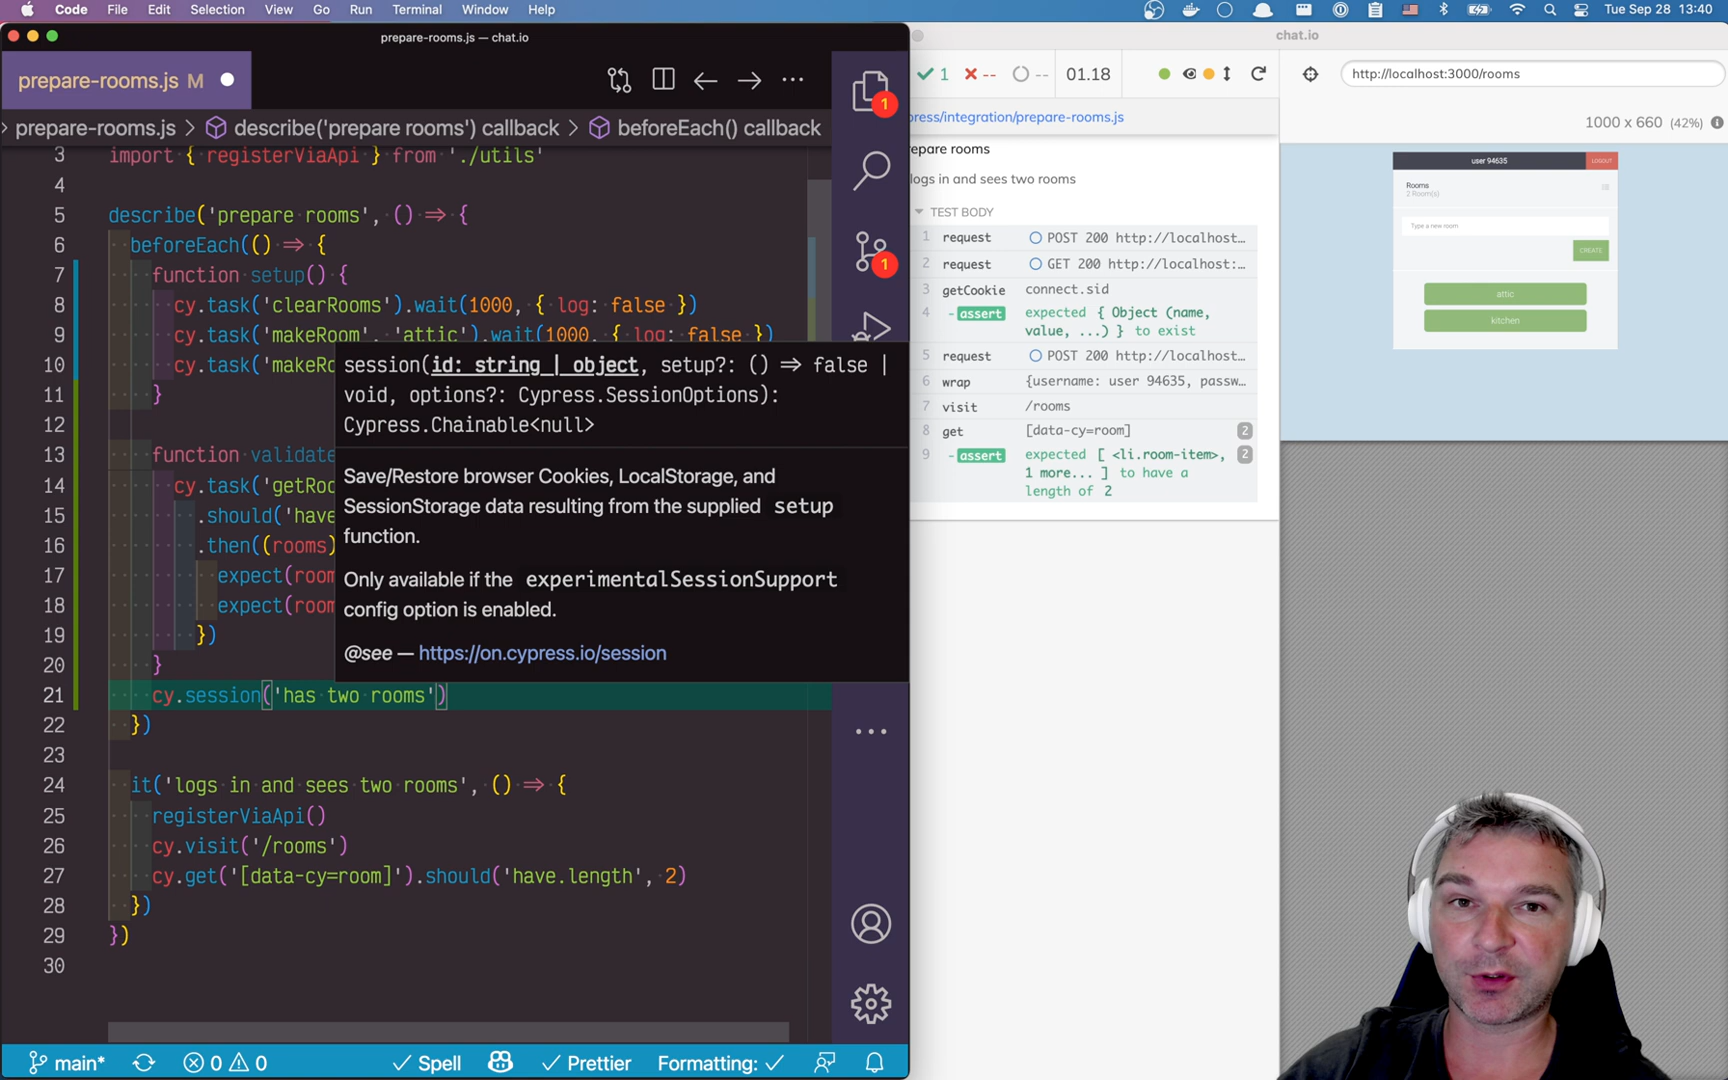 Code File Edit Selection View Go Run Terminal Window Help
Tue Sep 28 13:40
prepare-rooms.js — chat.io
prepare-rooms.js M
prepare-rooms.js > describe('prepare rooms') callback > beforeEach() callback
3 import { registerViaApi } from './utils'
4
5 describe('prepare rooms', () => {
6 beforeEach(() => {
7 function setup() {
8 cy.task('clearRooms').wait(1000, { log: false })
9 cy.task('makeRoom', 'attic').wait(1000, { log: false })
10 cy.task('makeRo
11 }
12
13 function validate
14 cy.task('getRoo
15 .should('have
16 .then((rooms)
17 expect(room
18 expect(room
19 })
20 }
21 cy.session('has two rooms')
22 })
23
24 it('logs in and sees two rooms', () => {
25 registerViaApi()
26 cy.visit('/rooms')
27 cy.get('[data-cy=room]').should('have.length', 2)
28 })
29 })
30
session(id: string | object, setup?: () => false |
void, options?: Cypress.SessionOptions):
Cypress.Chainable<null>
Save/Restore browser Cookies, LocalStorage, and
SessionStorage data resulting from the supplied setup
function.
Only available if the experimentalSessionSupport
config option is enabled.
@see — https://on.cypress.io/session
1
1
main* 0 0 Spell Prettier Formatting:
chat.io
1 -- -- 01.18
http://localhost:3000/rooms
1000 x 660 (42%)
press/integration/prepare-rooms.js
epare rooms
logs in and sees two rooms
TEST BODY
1 request POST 200 http://localhost...
2 request GET 200 http://localhost:...
3 getCookie connect.sid
4 -assert expected { Object (name,
value, ...) } to exist
5 request POST 200 http://localhost...
6 wrap {username: user 94635, passw...
7 visit /rooms
8 get [data-cy=room] 2
9 -assert expected [ <li.room-item>, 2
1 more... ] to have a
length of 2
user 94635
LOGOUT
Rooms
2 Room(s)
Type a new room
CREATE
attic
kitchen